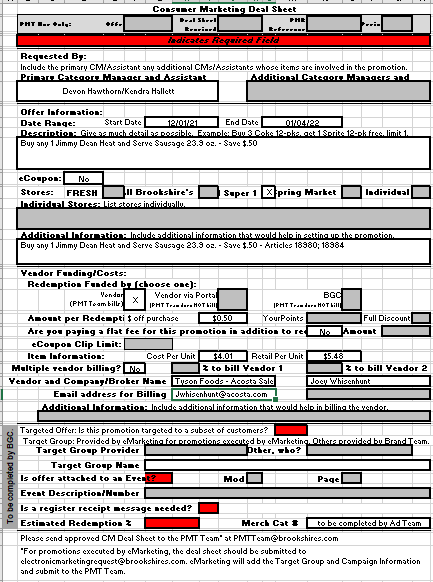 Consumer Marketing Deal Sheet
PMT Use Only: Offe Deal Sheet Received PMR Reference Perio
Indicates Required Field
Requested By:
Include the primary CM/Assistant any additional CMs/Assistants whose items are involved in the promotion.
Primary Category Manager and Assistant Additional Category Managers and
Devon Hawthorn/Kendra Hallett
Offer Information:
Date Range: Start Date 12/01/21 End Date 01/04/22
Description: Give as much detail as possible. Example: Buy 3 Coke 12-pks, get 1 Sprite 12-pk free, limit 1.
Buy any 1 Jimmy Dean Heat and Serve Sausage 23.9 oz. - Save $.50
eCoupon: No
Stores: FRESH ll Brookshire's Super 1 X pring Market Individual
Individual Stores: List stores individually.
Additional Information: Include additional information that would help in setting up the promotion.
Buy any 1 Jimmy Dean Heat and Serve Sausage 23.9 oz. - Save $.50 - Articles 18980; 18984
Vendor Funding/Costs:
Redemption Funded by (choose one):
Vendor (PMT Team bills) X Vendor via Portal (PMT Team does NOT bill) BGC (PMT Team does NOT bill)
Amount per Redempti $ off purchase $0.50 YourPoints Full Discount
Are you paying a flat fee for this promotion in addition to re No Amount
eCoupon Clip Limit:
Item Information: Cost Per Unit $4.01 Retail Per Unit $5.48
Multiple vendor billing? No % to bill Vendor 1 % to bill Vendor 2
Vendor and Company/Broker Name Tyson Foods - Acosta Sale Joey Whisenhunt
Email address for Billing Jwhisenhunt@acosta.com
Additional Information: Include additional information that would help in billing the vendor.
To be completed by BGC.
Targeted Offer: Is this promotion targeted to a subset of customers?
Target Group: Provided by eMarketing for promotions executed by eMarketing. Others provided by Brand Team.
Target Group Provider Other, who?
Target Group Name
Is offer attached to an Event? Mod Page
Event Description/Number
Is a register receipt message needed?
Estimated Redemption % Merch Cat # to be completed by Ad Team
Please send approved CM Deal Sheet to the PMT Team* at PMTTeam@brookshires.com
*For promotions executed by eMarketing, the deal sheet should be submitted to
electronicmarketingrequest@brookshires.com. eMarketing will add the Target Group and Campaign Information
and submit to the PMT Team.